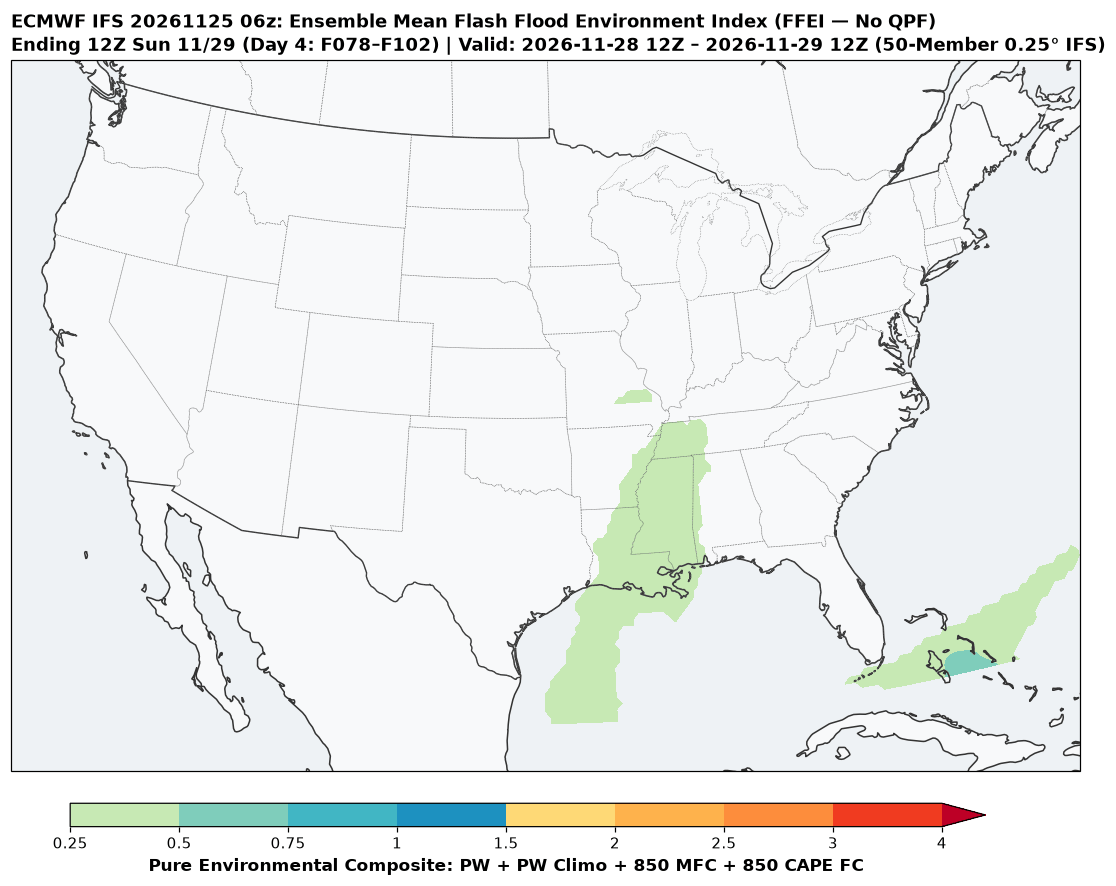 ECMWF IFS 20261125 06z: Ensemble Mean Flash Flood Environment Index (FFEI — No QPF)
Ending 12Z Sun 11/29 (Day 4: F078–F102) | Valid: 2026-11-28 12Z – 2026-11-29 12Z (50-Member 0.25° IFS)
0.25 0.5 0.75 1 1.5 2 2.5 3 4
Pure Environmental Composite: PW + PW Climo + 850 MFC + 850 CAPE FC